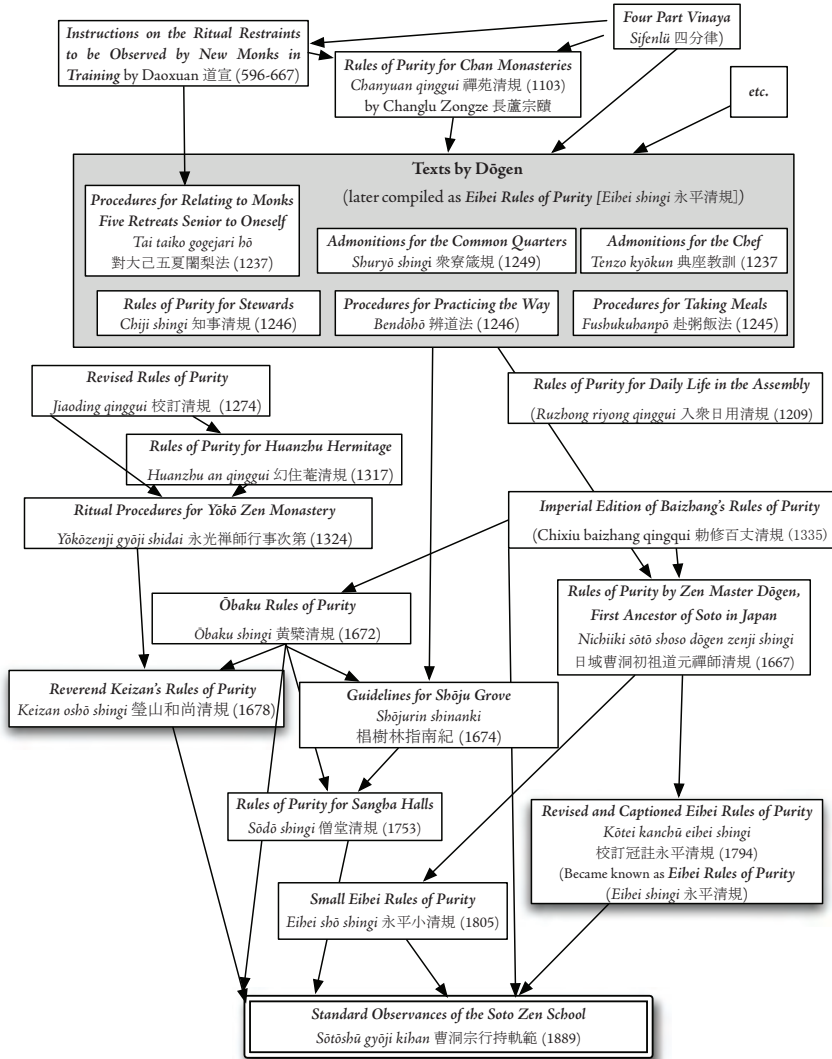 Instructions on the Ritual Restraints
to be Observed by New Monks in
Training by Daoxuan 道宣 (596-667)
Four Part Vinaya
Sifenlü 四分律
Rules of Purity for Chan Monasteries
Chanyuan qinggui 禪苑清規 (1103)
by Changlu Zongze 長蘆宗賾
etc.
Texts by Dōgen
(later compiled as Eihei Rules of Purity [Eihei shingi 永平清規])
Procedures for Relating to Monks
Five Retreats Senior to Oneself
Tai taiko gogejari hō
對大己五夏闍梨法 (1237)
Admonitions for the Common Quarters
Shuryō shingi 衆寮箴規 (1249)
Admonitions for the Chef
Tenzo kyōkun 典座教訓 (1237
Rules of Purity for Stewards
Chiji shingi 知事清規 (1246)
Procedures for Practicing the Way
Bendōhō 辨道法 (1246)
Procedures for Taking Meals
Fushukuhanpō 赴粥飯法 (1245)
Revised Rules of Purity
Jiaoding qinggui 校訂清規 (1274)
Rules of Purity for Daily Life in the Assembly
(Ruzhong riyong qinggui 入衆日用清規 (1209)
Rules of Purity for Huanzhu Hermitage
Huanzhu an qinggui 幻住菴清規 (1317)
Ritual Procedures for Yōkō Zen Monastery
Yōkōzenji gyōji shidai 永光禅師行事次第 (1324)
Imperial Edition of Baizhang's Rules of Purity
(Chixiu baizhang qingqui 勅修百丈清規 (1335)
Rules of Purity by Zen Master Dōgen,
First Ancestor of Soto in Japan
Nichiiki sōtō shoso dōgen zenji shingi
日域曹洞初祖道元禪師清規 (1667)
Ōbaku Rules of Purity
Ōbaku shingi 黄檗清規 (1672)
Reverend Keizan's Rules of Purity
Keizan oshō shingi 瑩山和尚清規 (1678)
Guidelines for Shōju Grove
Shōjurin shinanki
椙樹林指南紀 (1674)
Rules of Purity for Sangha Halls
Sōdō shingi 僧堂清規 (1753)
Revised and Captioned Eihei Rules of Purity
Kōtei kanchū eihei shingi
校訂冠註永平清規 (1794)
(Became known as Eihei Rules of Purity
(Eihei shingi 永平清規)
Small Eihei Rules of Purity
Eihei shō shingi 永平小清規 (1805)
Standard Observances of the Soto Zen School
Sōtōshū gyōji kihan 曹洞宗行持軌範 (1889)